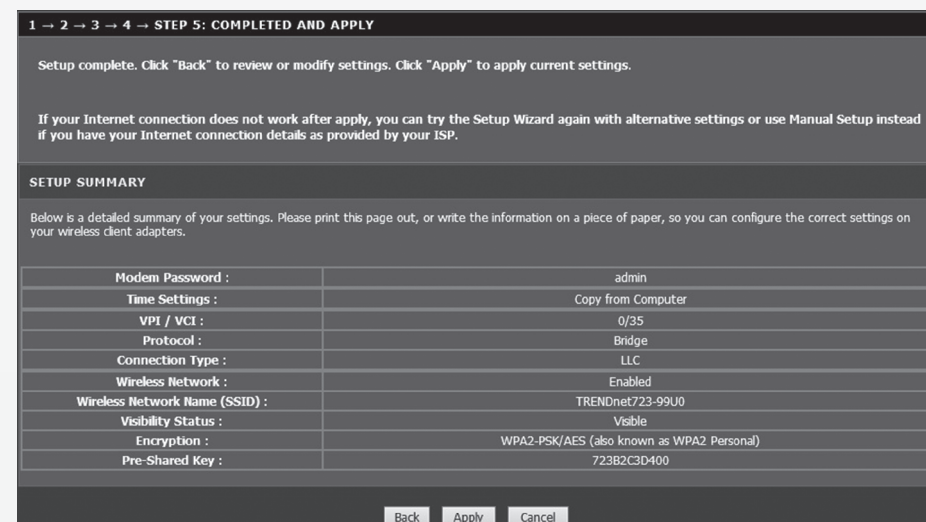 1 → 2 → 3 → 4 → STEP 5: COMPLETED AND APPLY
Setup complete. Click "Back" to review or modify settings. Click "Apply" to apply current settings.
If your Internet connection does not work after apply, you can try the Setup Wizard again with alternative settings or use Manual Setup instead
if you have your Internet connection details as provided by your ISP.
SETUP SUMMARY
Below is a detailed summary of your settings. Please print this page out, or write the information on a piece of paper, so you can configure the correct settings on
your wireless client adapters.
Modem Password : admin
Time Settings : Copy from Computer
VPI / VCI : 0/35
Protocol : Bridge
Connection Type : LLC
Wireless Network : Enabled
Wireless Network Name (SSID) : TRENDnet723-99U0
Visibility Status : Visible
Encryption : WPA2-PSK/AES (also known as WPA2 Personal)
Pre-Shared Key : 723B2C3D400
Back Apply Cancel